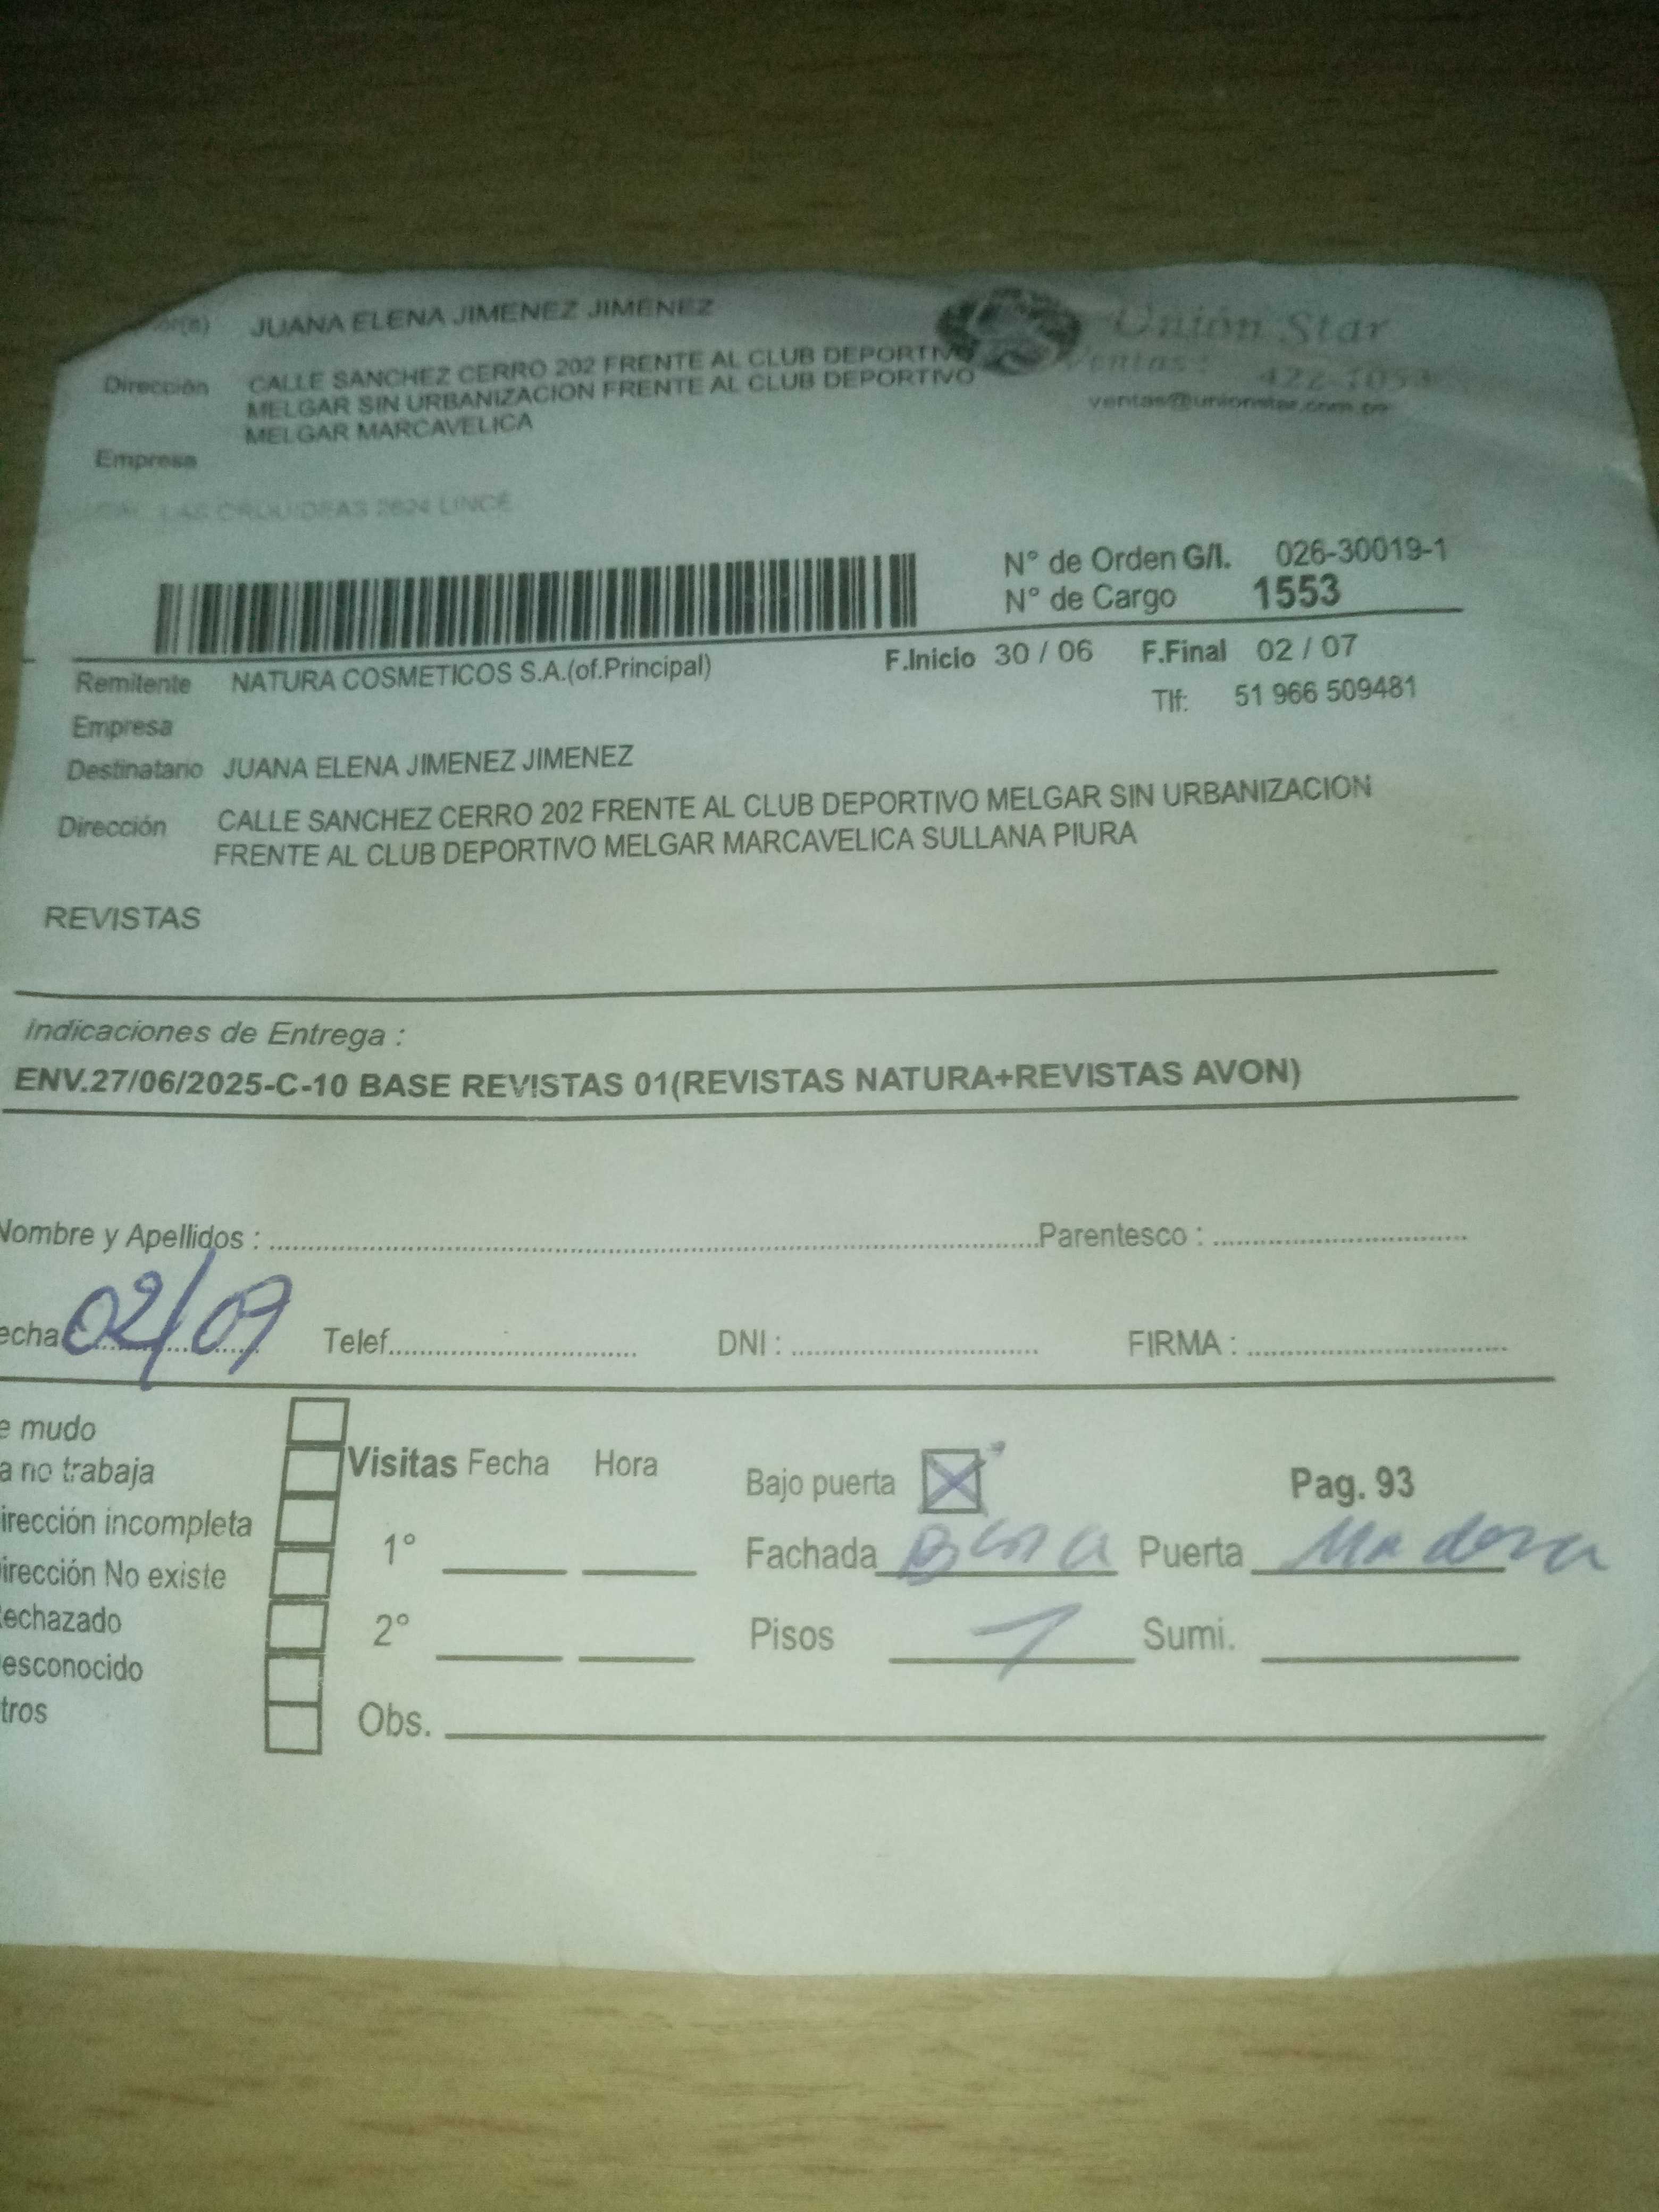 JUANA ELENA JIMENEZ JIMENEZ
Unión Star
Dirección CALLE SANCHEZ CERRO 202 FRENTE AL CLUB DEPORTIVO
Ventas: 422-1053
MELGAR SIN URBANIZACION FRENTE AL CLUB DEPORTIVO
ventas@unionstar.com.pe
MELGAR MARCAVELICA
Empresa
LINCE
N° de Orden G/I. 026-30019-1
N° de Cargo 1553
F.Inicio 30 / 06 F.Final 02 / 07
Remitente NATURA COSMETICOS S.A.(of.Principal)
Tlf: 51 966 509481
Empresa
Destinatario JUANA ELENA JIMENEZ JIMENEZ
Dirección CALLE SANCHEZ CERRO 202 FRENTE AL CLUB DEPORTIVO MELGAR SIN URBANIZACION
FRENTE AL CLUB DEPORTIVO MELGAR MARCAVELICA SULLANA PIURA
REVISTAS
Indicaciones de Entrega :
ENV.27/06/2025-C-10 BASE REVISTAS 01(REVISTAS NATURA+REVISTAS AVON)
Nombre y Apellidos : Parentesco :
echa 02/07 Telef. DNI : FIRMA :
e mudo
a no trabaja
irección incompleta
irección No existe
Rechazado
esconocido
tros
Visitas Fecha Hora
1°
2°
Obs.
Bajo puerta X Pag. 93
Fachada Puerta Madera
Pisos 1 Sumi.